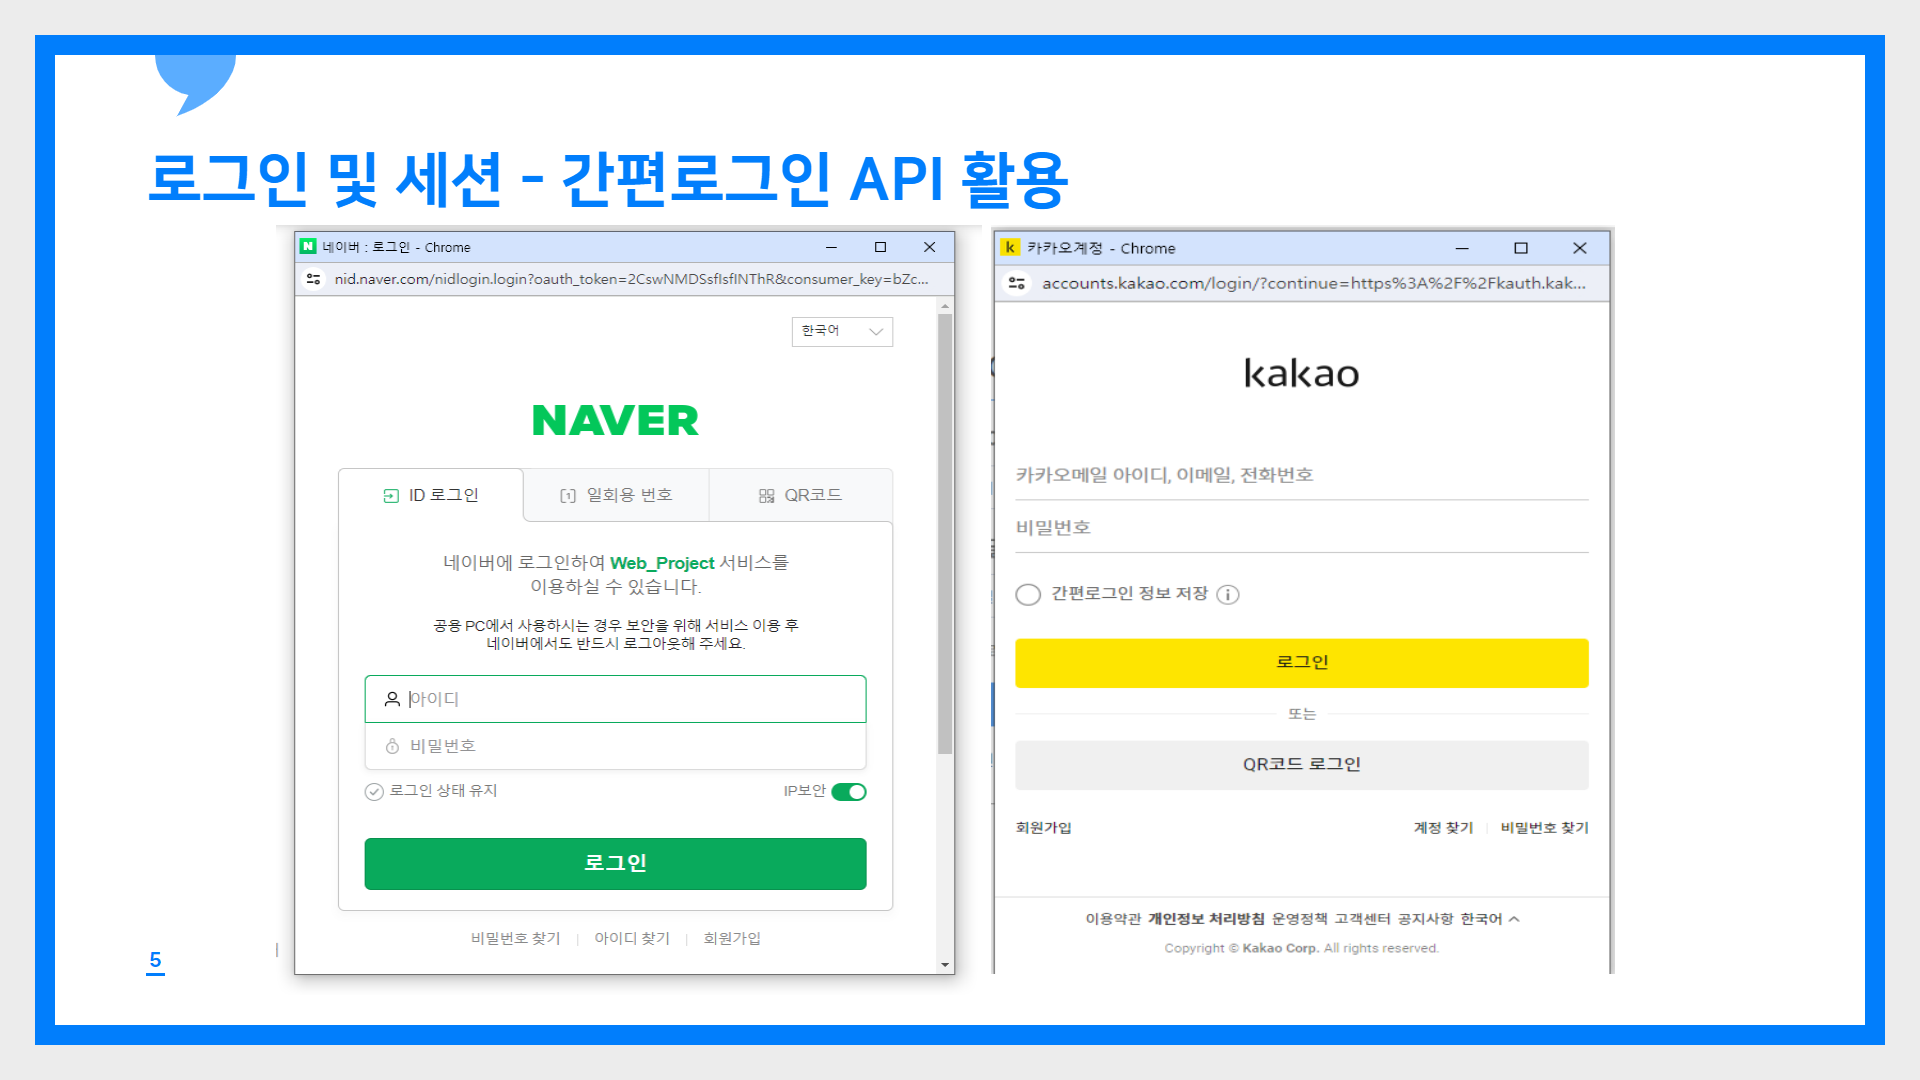 로그인 및 세션 - 간편로그인 API 활용
N 네이버 : 로그인 - Chrome
nid.naver.com/nidlogin.login?oauth_token=2CswNMDSsflsflNThR&consumer_key=bZc...
한국어
NAVER
ID 로그인
일회용 번호
QR코드
네이버에 로그인하여 Web_Project 서비스를
이용하실 수 있습니다.
공용 PC에서 사용하시는 경우 보안을 위해 서비스 이용 후
네이버에서도 반드시 로그아웃해 주세요.
아이디
비밀번호
로그인 상태 유지
IP보안
로그인
비밀번호 찾기 | 아이디 찾기 | 회원가입
k 카카오계정 - Chrome
accounts.kakao.com/login/?continue=https%3A%2F%2Fkauth.kak...
kakao
카카오메일 아이디, 이메일, 전화번호
비밀번호
간편로그인 정보 저장
로그인
또는
QR코드 로그인
회원가입
계정 찾기 | 비밀번호 찾기
이용약관 개인정보 처리방침 운영정책 고객센터 공지사항 한국어
Copyright © Kakao Corp. All rights reserved.
5